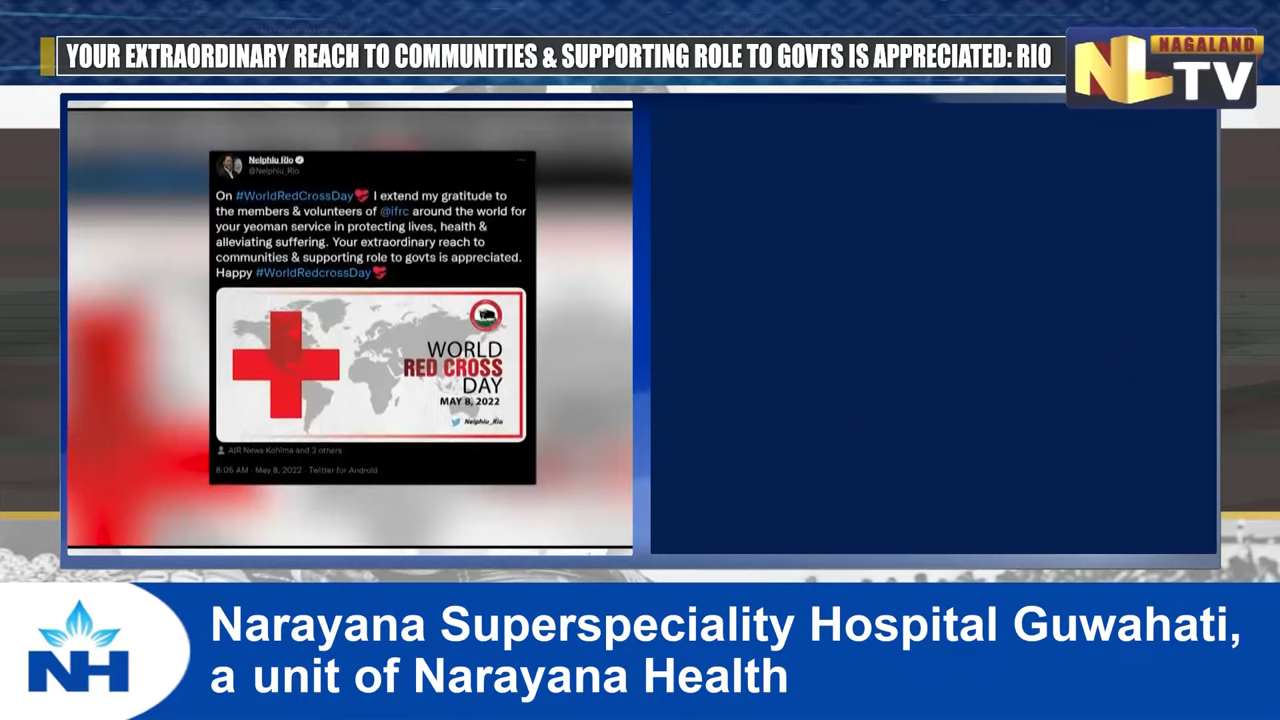 YOUR EXTRAORDINARY REACH TO COMMUNITIES & SUPPORTING ROLE TO GOVTS IS APPRECIATED: RIO
NL
NAGALAND
TV
Neiphiu Rio
@Neiphiu_Rio
On #WorldRedCrossDay I extend my gratitude to
the members & volunteers of @ifrc around the world for
your yeoman service in protecting lives, health &
alleviating suffering. Your extraordinary reach to
communities & supporting role to govts is appreciated.
Happy #WorldRedcrossDay
WORLD
RED CROSS
DAY
MAY 8, 2022
Neiphiu_Rio
AIR News Kohima and 3 others
8:05 AM · May 8, 2022 · Twitter for Android
NH
Narayana Superspeciality Hospital Guwahati,
a unit of Narayana Health